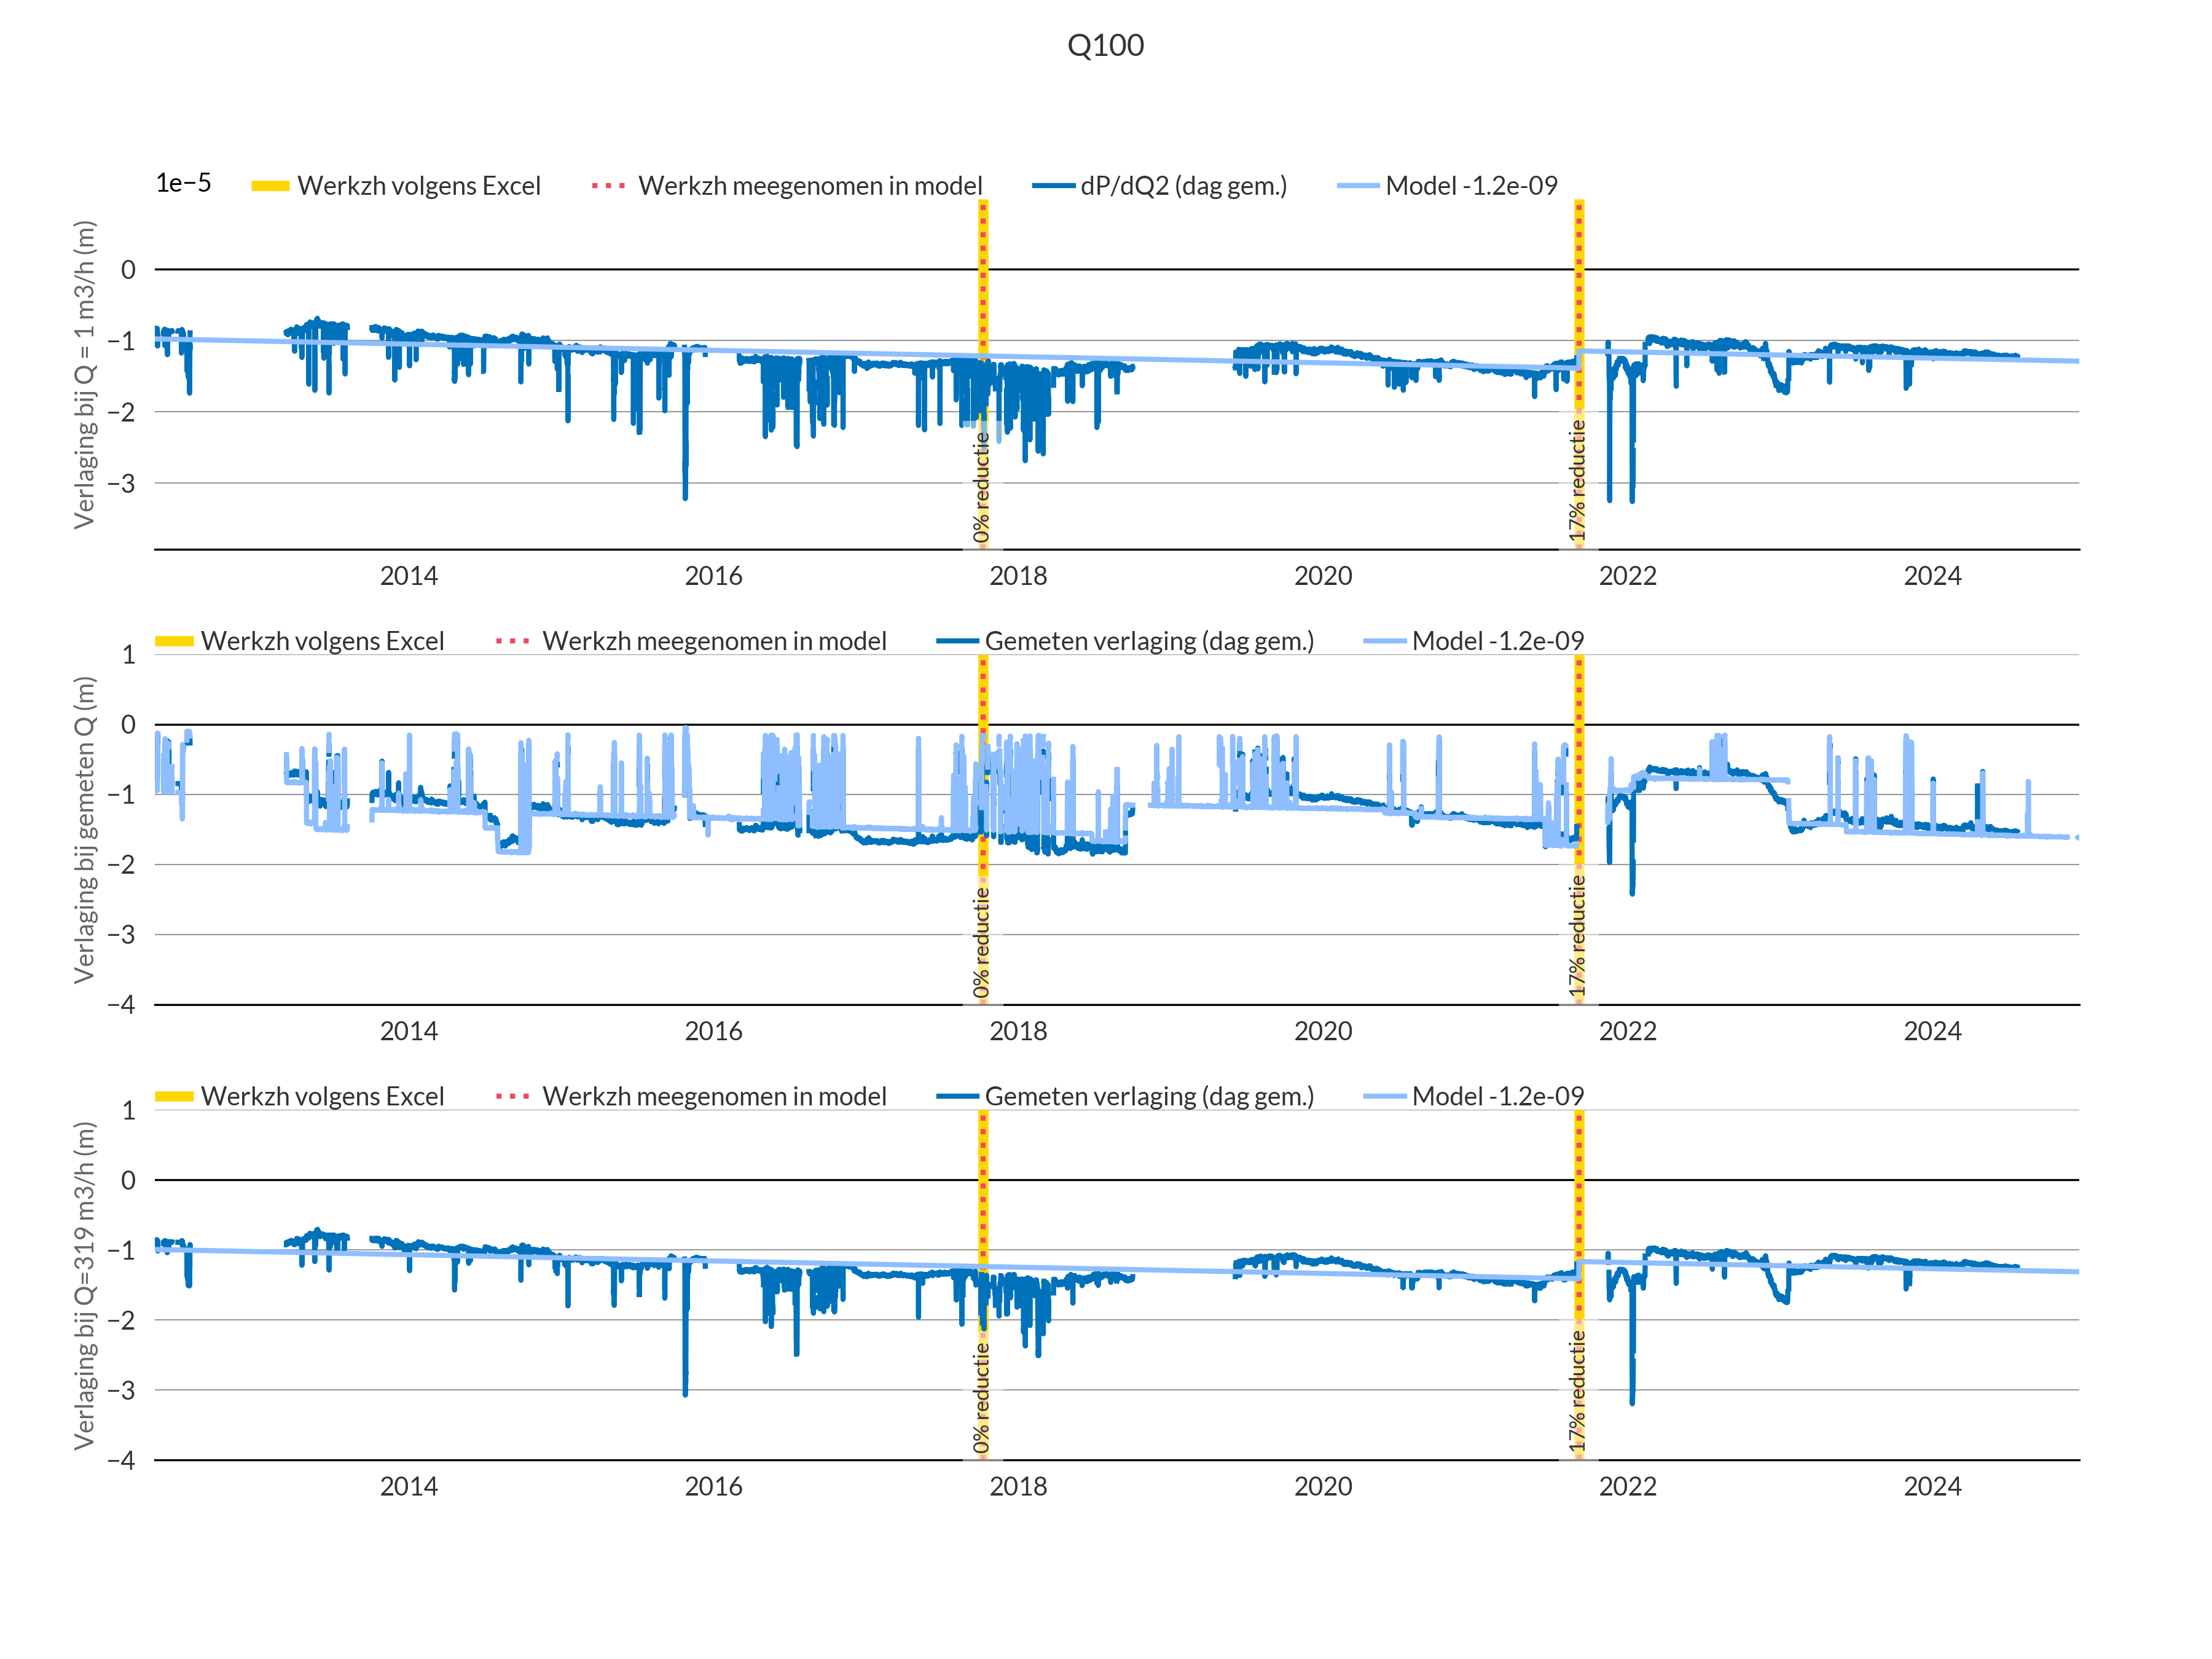 Q100
1e−5
Werkzh volgens Excel
Werkzh meegenomen in model
dP/dQ2 (dag gem.)
Model -1.2e-09
Verlaging bij Q = 1 m3/h (m)
0
−1
−2
−3
0% reductie
17% reductie
2014
2016
2018
2020
2022
2024
Werkzh volgens Excel
Werkzh meegenomen in model
Gemeten verlaging (dag gem.)
Model -1.2e-09
Verlaging bij gemeten Q (m)
1
0
−1
−2
−3
−4
0% reductie
17% reductie
2014
2016
2018
2020
2022
2024
Werkzh volgens Excel
Werkzh meegenomen in model
Gemeten verlaging (dag gem.)
Model -1.2e-09
Verlaging bij Q=319 m3/h (m)
1
0
−1
−2
−3
−4
0% reductie
17% reductie
2014
2016
2018
2020
2022
2024